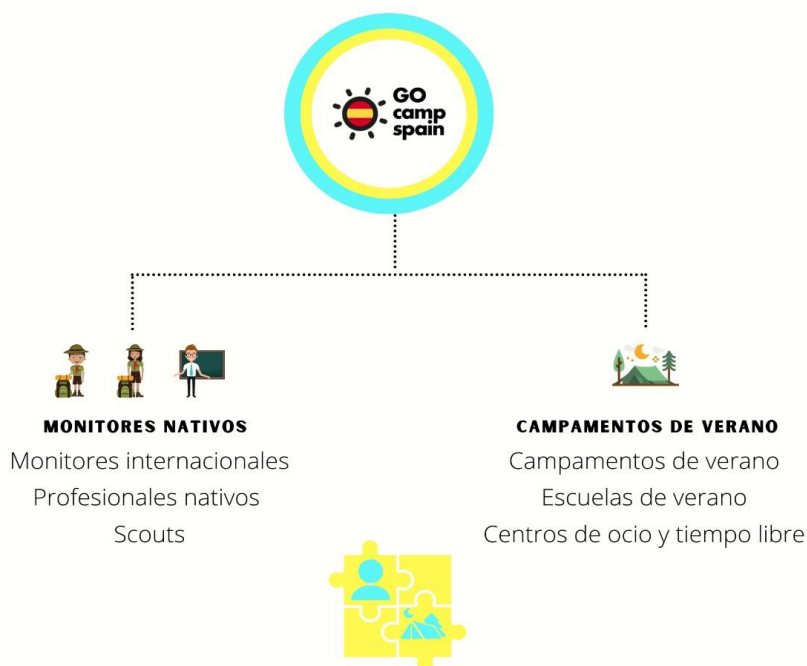 GO
camp
spain
MONITORES NATIVOS
Monitores internacionales
Profesionales nativos
Scouts
CAMPAMENTOS DE VERANO
Campamentos de verano
Escuelas de verano
Centros de ocio y tiempo libre